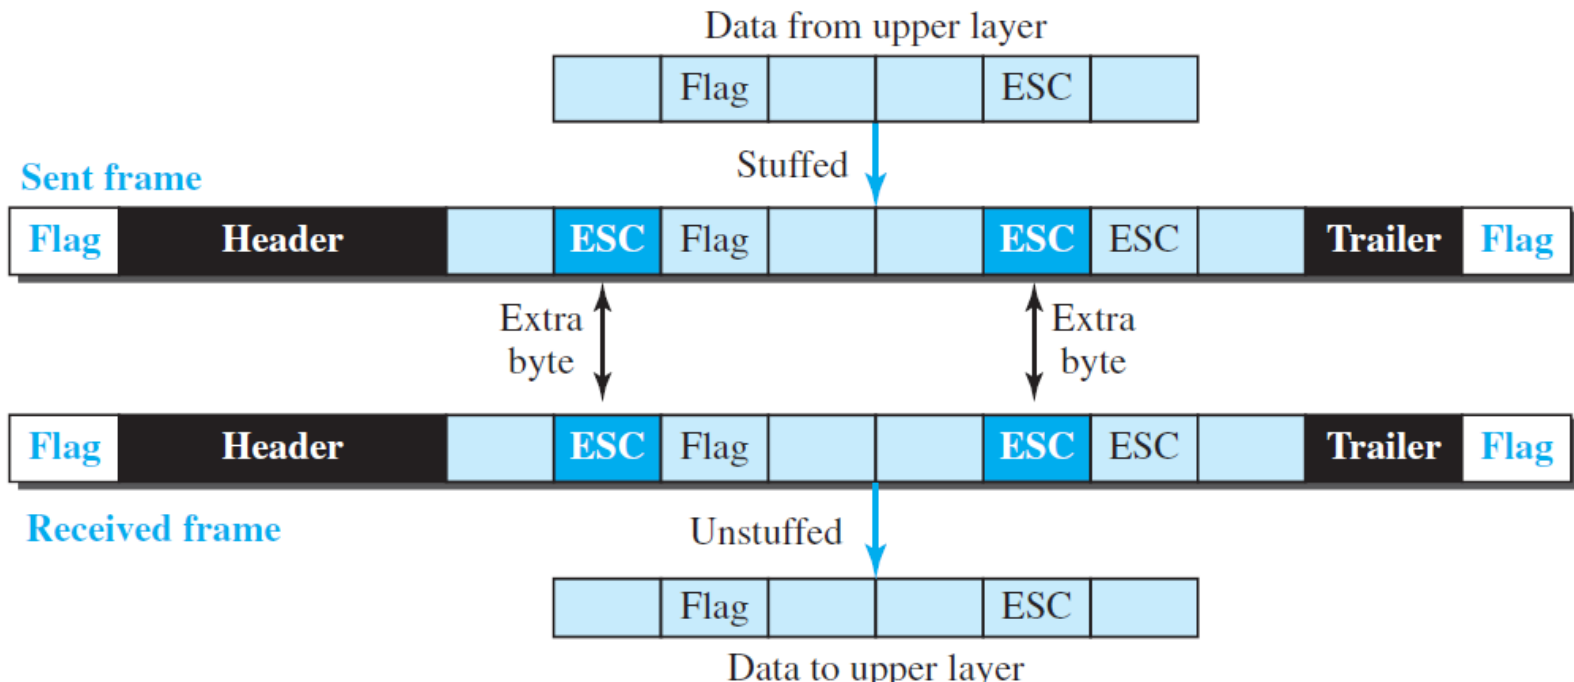 Data from upper layer
Flag ESC
Stuffed
Sent frame
Flag Header ESC Flag ESC ESC Trailer Flag
Extra byte Extra byte
Flag Header ESC Flag ESC ESC Trailer Flag
Received frame
Unstuffed
Flag ESC
Data to upper layer